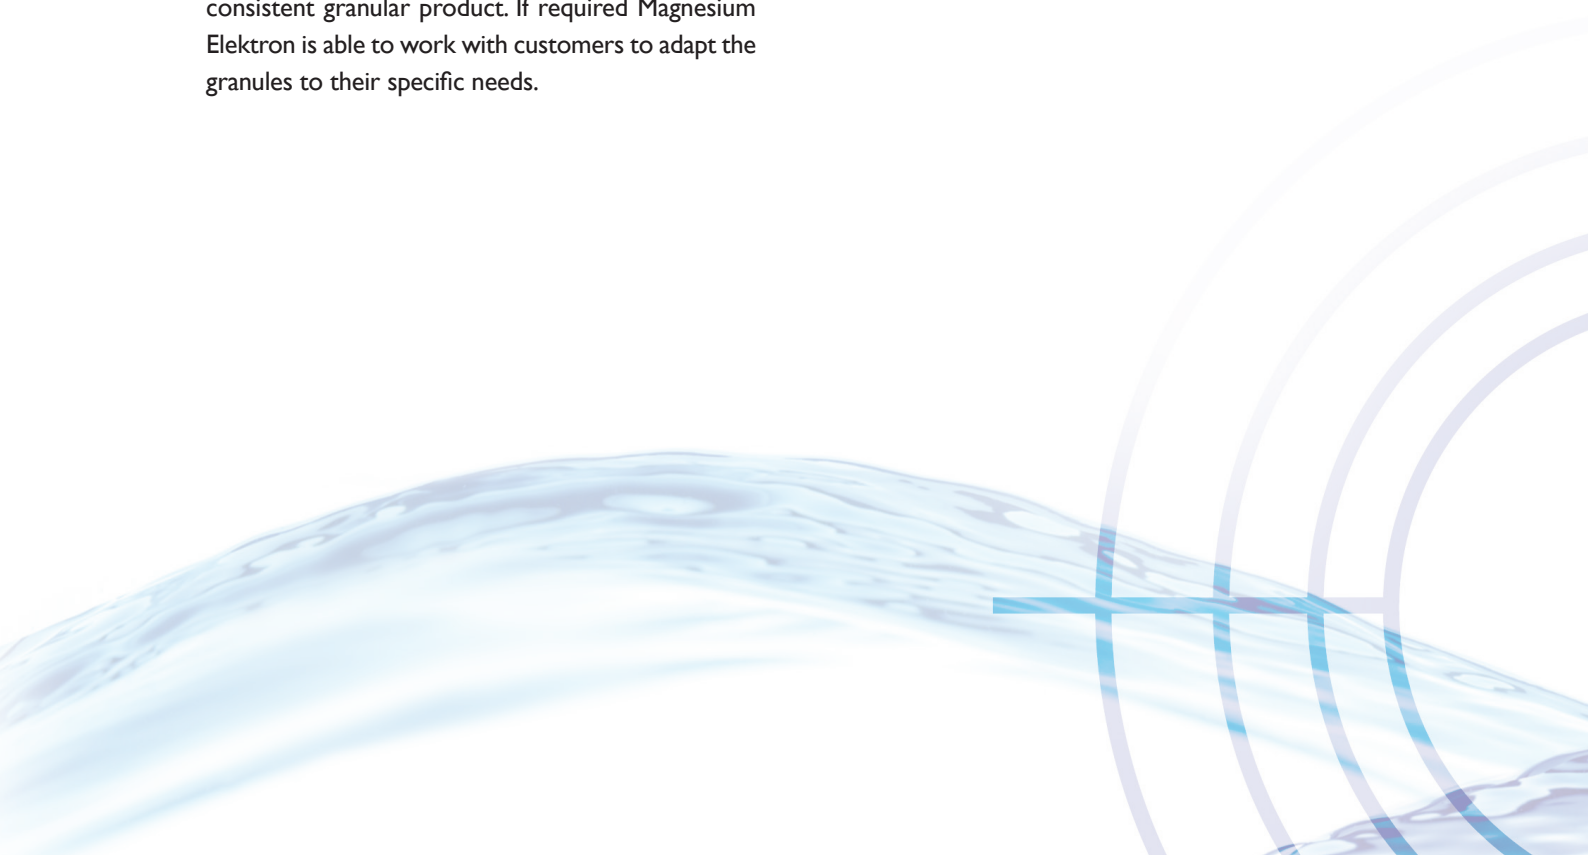 consistent granular product. If required Magnesium
Elektron is able to work with customers to adapt the
granules to their specific needs.